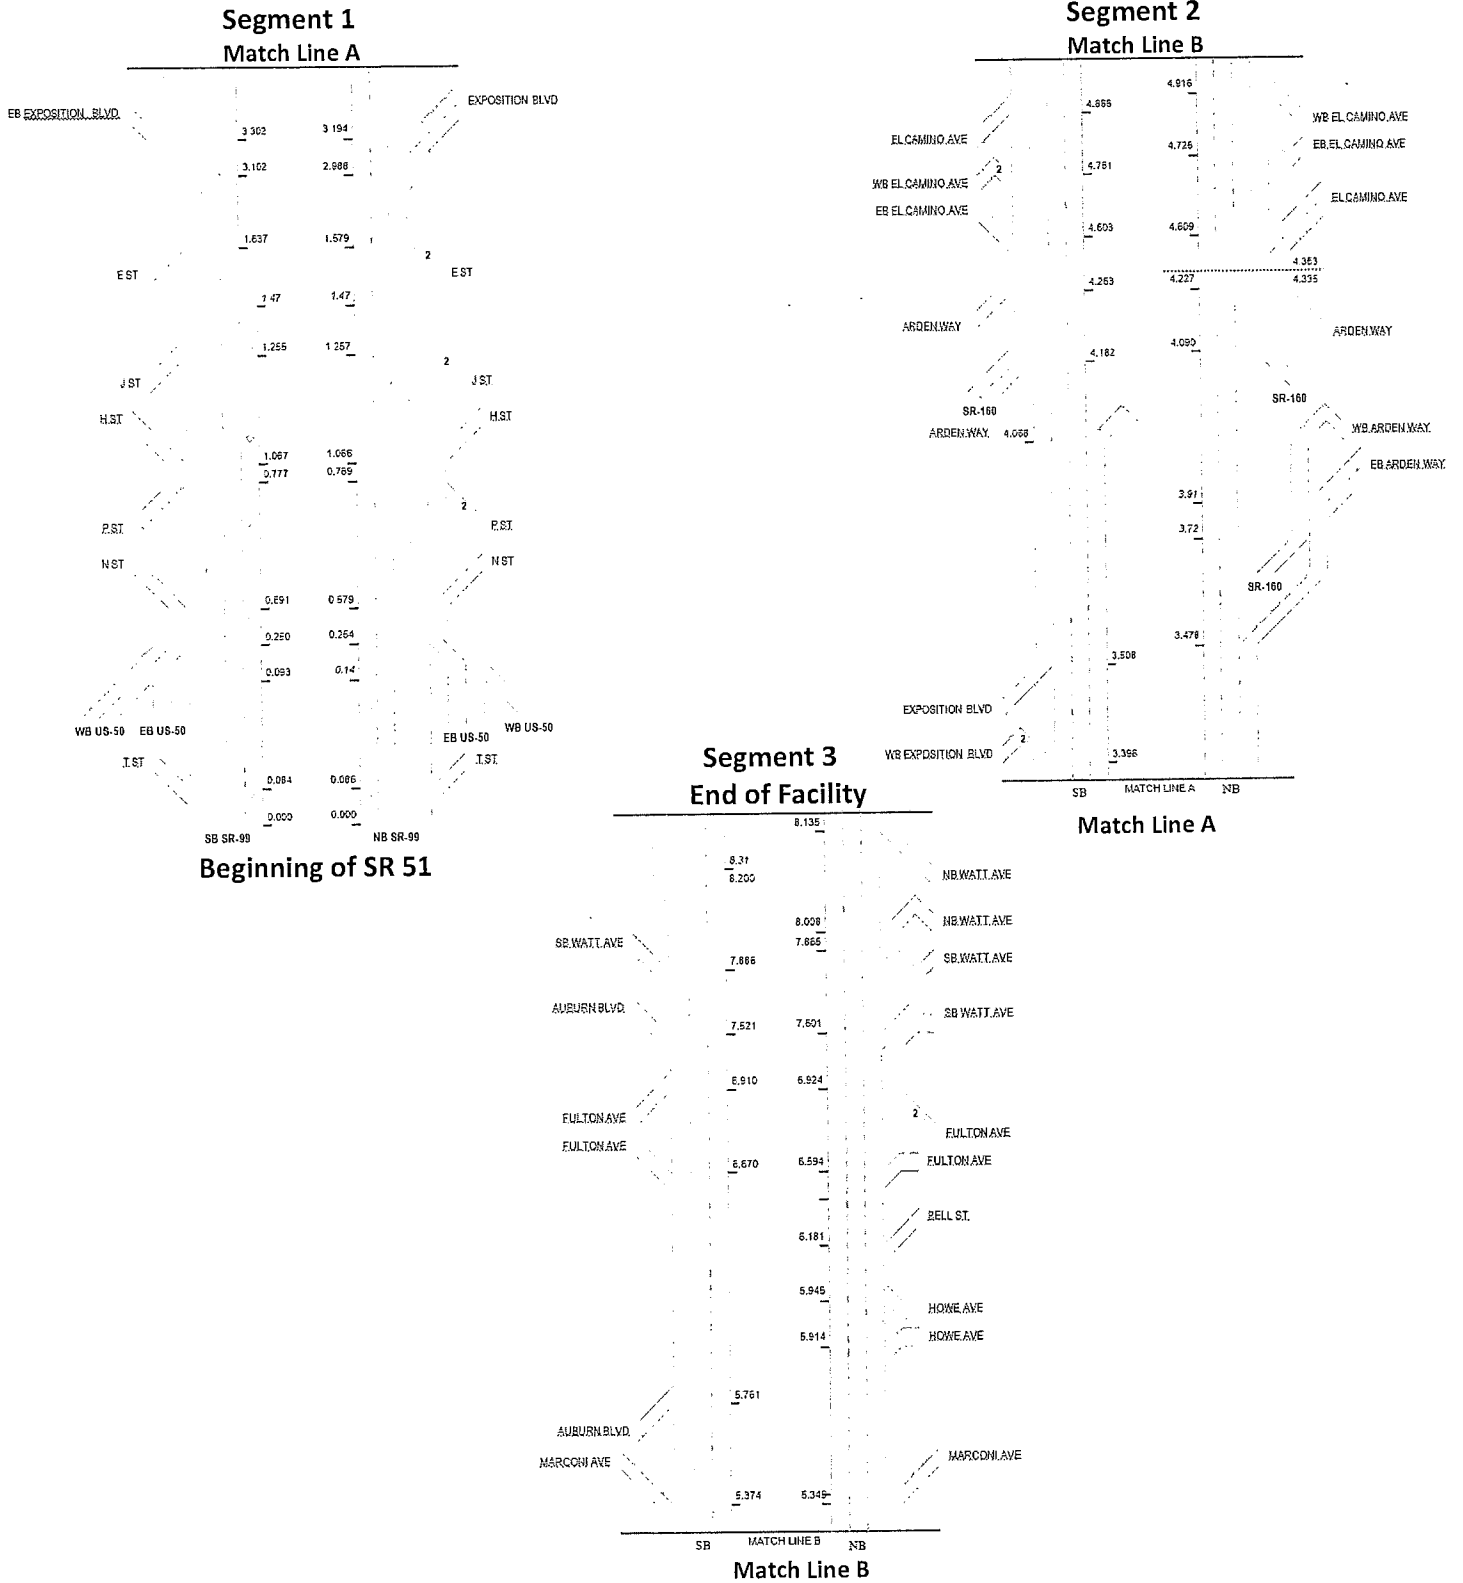 Segment 1
Match Line A
EB EXPOSITION BLVD
EXPOSITION BLVD
3.302 3.194
3.102 2.988
1.637 1.579
2
E ST E ST
1.47 1.47
1.255 1.257
2
J ST J ST
H ST H ST
1.067 1.066
0.777 0.769
2
P ST P ST
N ST N ST
0.591 0.579
0.250 0.254
0.093 0.14
WB US-50 EB US-50 EB US-50 WB US-50
T ST T ST
0.084 0.086
0.000 0.000
SB SR-99 NB SR-99
Beginning of SR 51
Segment 2
Match Line B
4.916
4.866
WB EL CAMINO AVE
EL CAMINO AVE
4.726 EB EL CAMINO AVE
2 4.751
WB EL CAMINO AVE
EL CAMINO AVE
EB EL CAMINO AVE
4.603 4.609
4.363
4.263 4.227 4.335
ARDEN WAY ARDEN WAY
4.182 4.090
SR-160 SR-160
ARDEN WAY 4.068 WB ARDEN WAY
EB ARDEN WAY
3.91
3.72
SR-160
3.478
3.508
EXPOSITION BLVD
2
WB EXPOSITION BLVD 3.396
SB MATCH LINE A NB
Match Line A
Segment 3
End of Facility
8.135
8.31
8.200
NB WATT AVE
8.008 NB WATT AVE
SB WATT AVE 7.865
7.886 SB WATT AVE
AUBURN BLVD SB WATT AVE
7.521 7.501
6.910 6.924
FULTON AVE 2
FULTON AVE
FULTON AVE
FULTON AVE
6.670 6.594
BELL ST
6.181
5.945
HOWE AVE
5.914 HOWE AVE
5.761
AUBURN BLVD
MARCONI AVE MARCONI AVE
5.374 5.345
SB MATCH LINE B NB
Match Line B